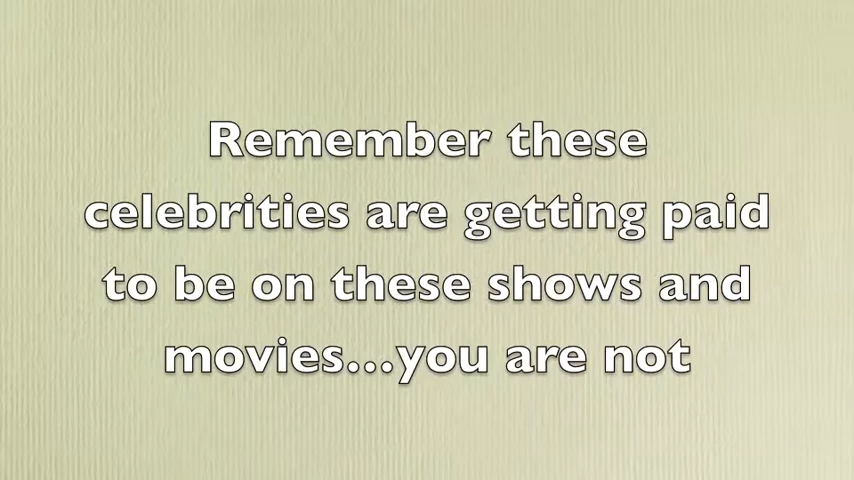 Remember these
celebrities are getting paid
to be on these shows and
movies...you are not